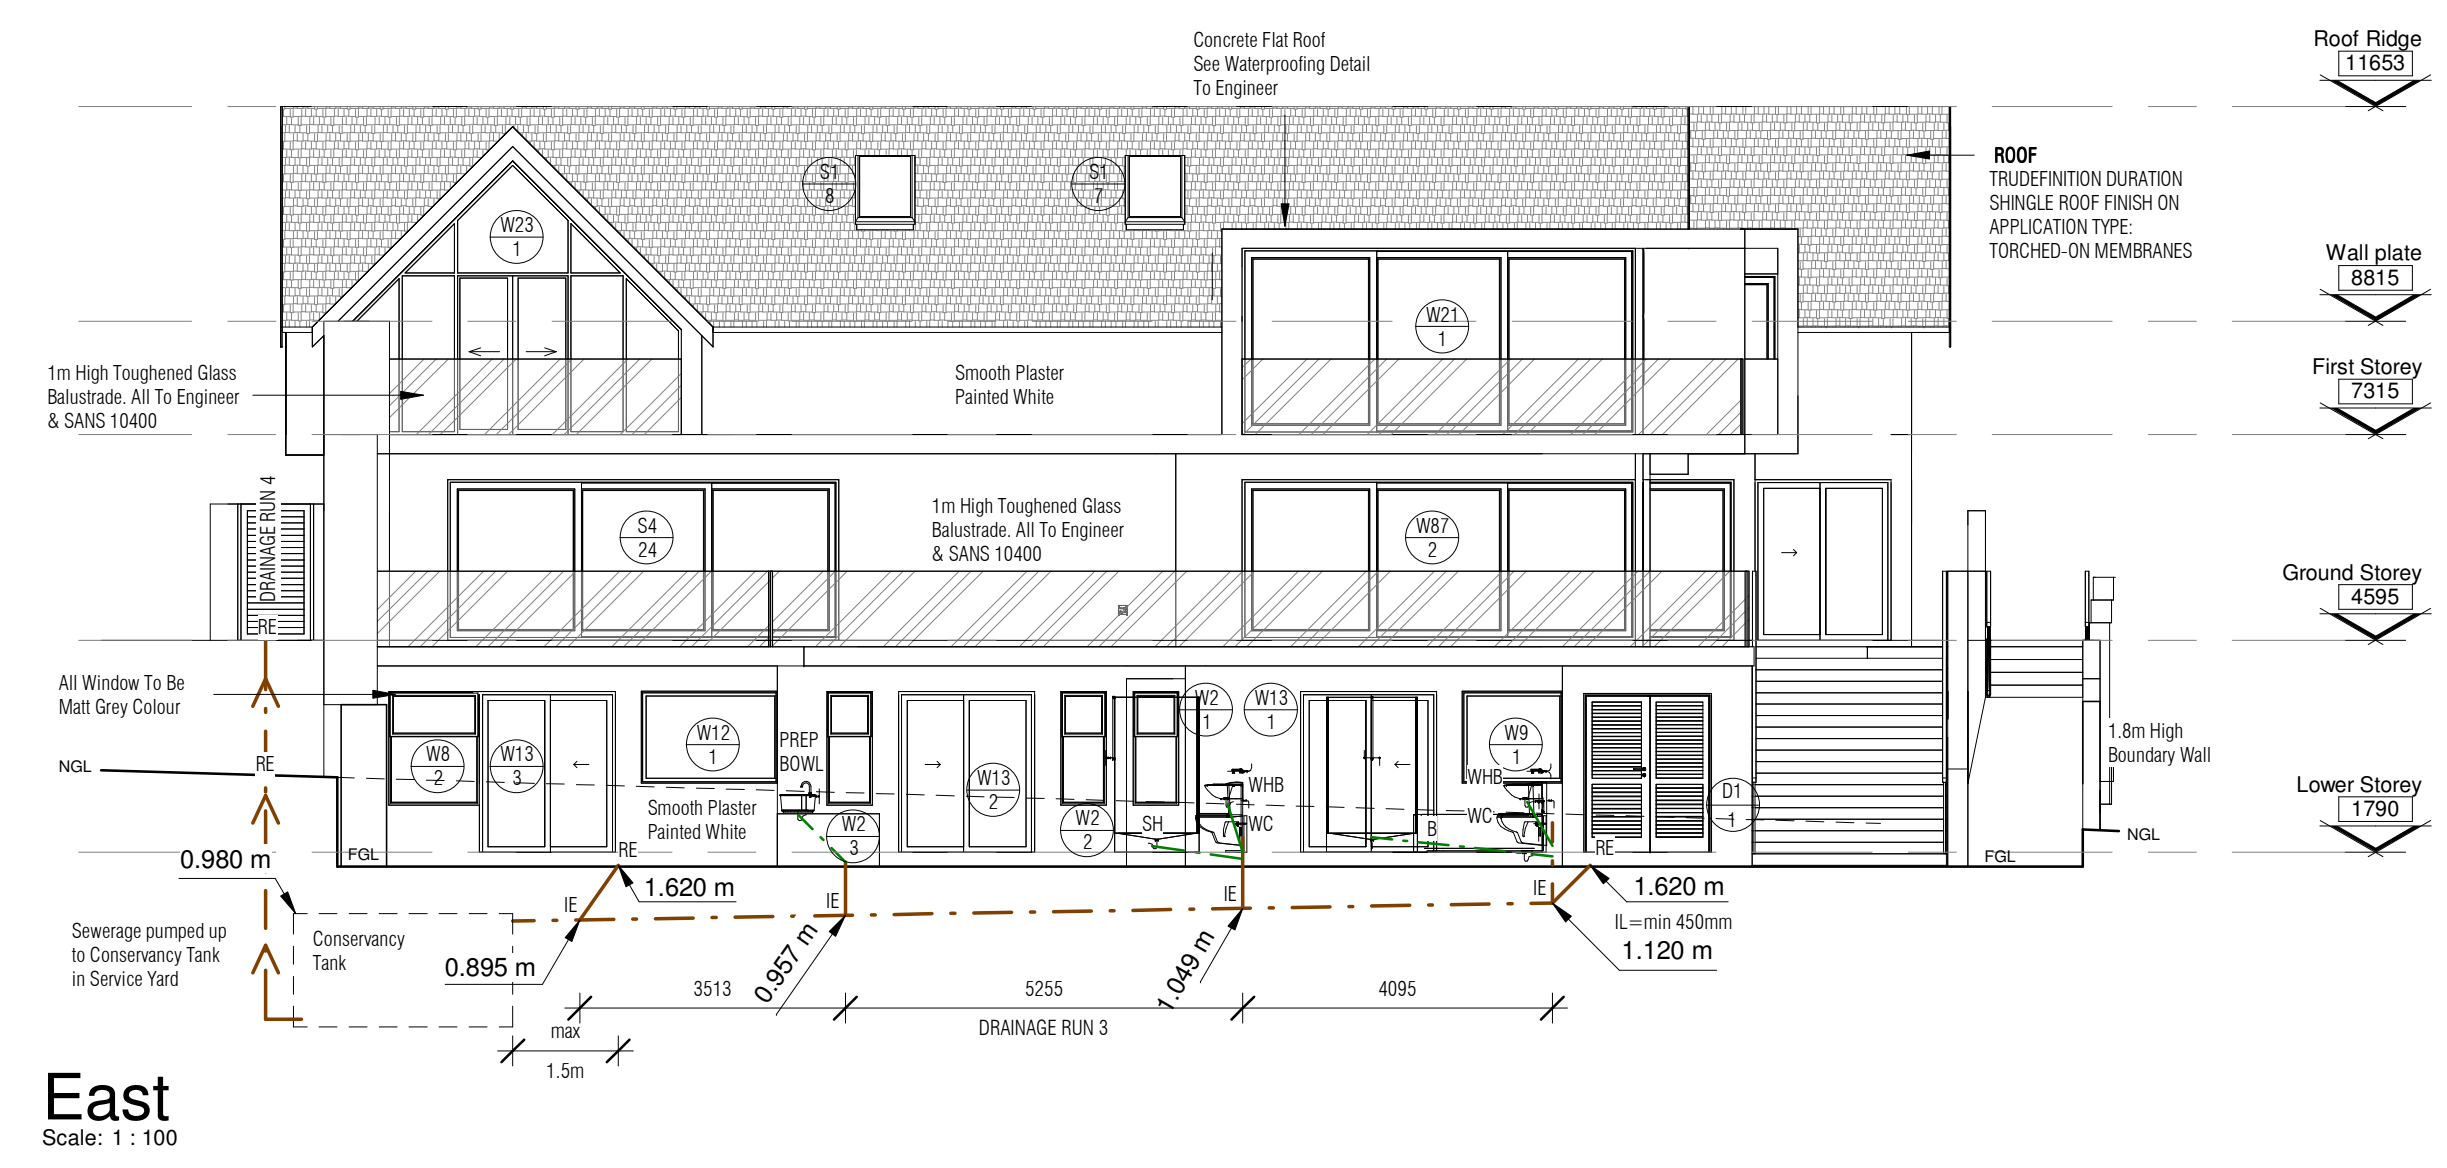 Concrete Flat Roof
See Waterproofing Detail
To Engineer
Roof Ridge
11653
S1
8
S1
7
ROOF
TRUDEFINITION DURATION
SHINGLE ROOF FINISH ON
APPLICATION TYPE:
TORCHED-ON MEMBRANES
W23
1
Wall plate
8815
W21
1
1m High Toughened Glass
Balustrade. All To Engineer
& SANS 10400
Smooth Plaster
Painted White
First Storey
7315
DRAINAGE RUN 4
RE
S4
24
1m High Toughened Glass
Balustrade. All To Engineer
& SANS 10400
W87
2
Ground Storey
4595
All Window To Be
Matt Grey Colour
NGL
RE
W8
2
W13
3
W12
1
PREP
BOWL
W2
3
Smooth Plaster
Painted White
W13
2
W2
2
SH
W2
1
W13
1
WHB
WC
B
WHB
WC
W9
1
RE
D1
1
1.8m High
Boundary Wall
NGL
Lower Storey
1790
FGL
FGL
0.980 m
RE
1.620 m
IE
IE
IE
IE
1.620 m
IL=min 450mm
1.120 m
Sewerage pumped up
to Conservancy Tank
in Service Yard
Conservancy
Tank
0.895 m
0.957 m
1.049 m
3513
5255
4095
DRAINAGE RUN 3
max
1.5m
East
Scale: 1 : 100